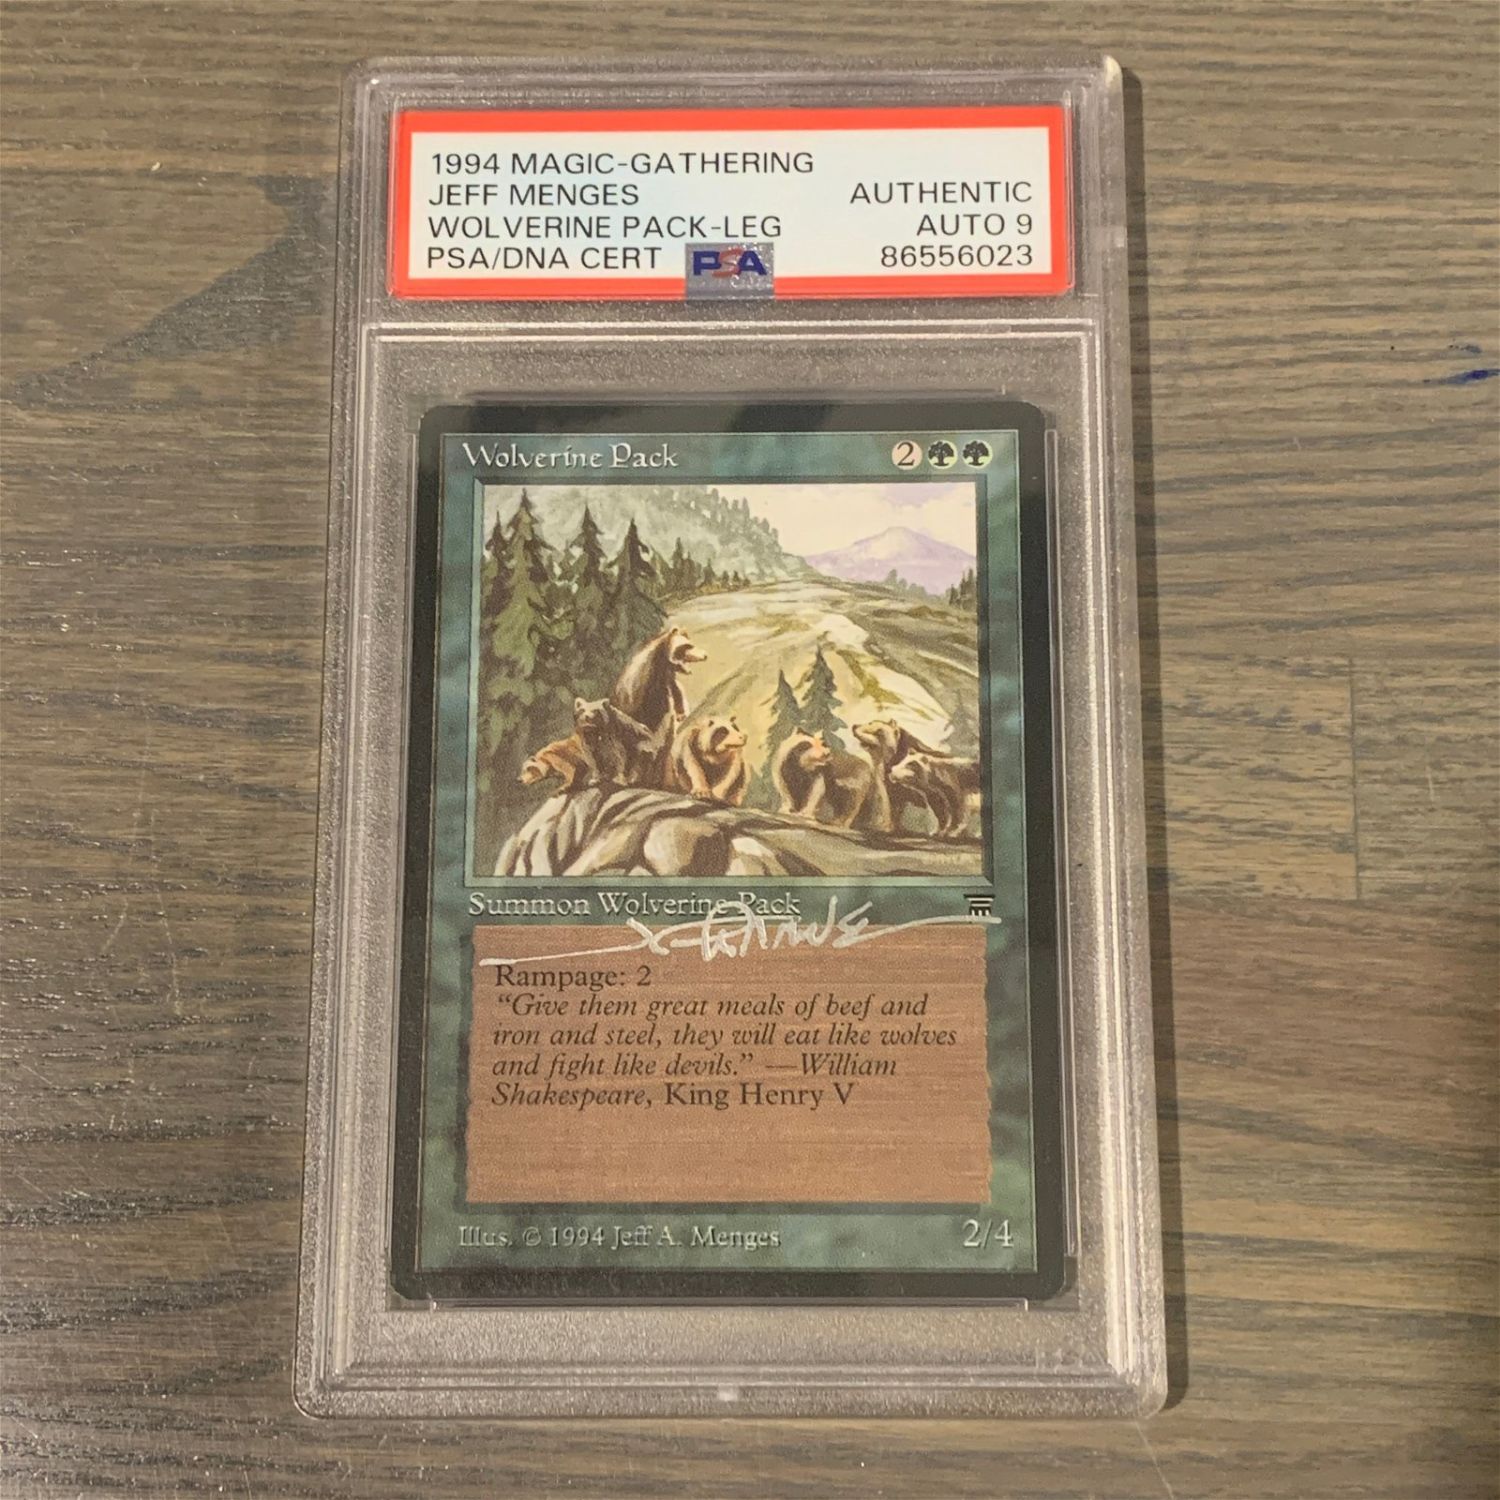 1994 MAGIC-GATHERING
JEFF MENGES AUTHENTIC
WOLVERINE PACK-LEG AUTO 9
PSA/DNA CERT PSA 86556023
Wolverine Pack 2
Summon Wolverine Pack
Rampage: 2
“Give them great meals of beef and
iron and steel, they will eat like wolves
and fight like devils.” —William
Shakespeare, King Henry V
Illus. © 1994 Jeff A. Menges 2/4